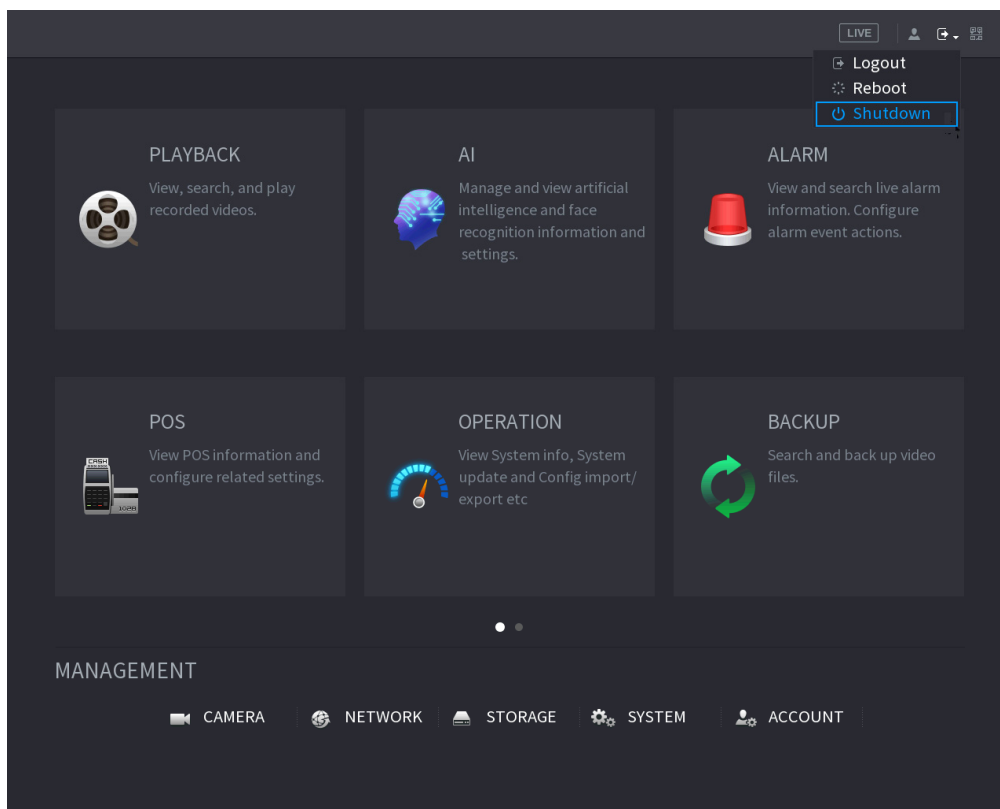 LIVE
Logout
Reboot
Shutdown
PLAYBACK
View, search, and play
recorded videos.
AI
Manage and view artificial
intelligence and face
recognition information and
settings.
ALARM
View and search live alarm
information. Configure
alarm event actions.
POS
View POS information and
configure related settings.
CASH
1028
OPERATION
View System info, System
update and Config import/
export etc
BACKUP
Search and back up video
files.
MANAGEMENT
CAMERA
NETWORK
STORAGE
SYSTEM
ACCOUNT